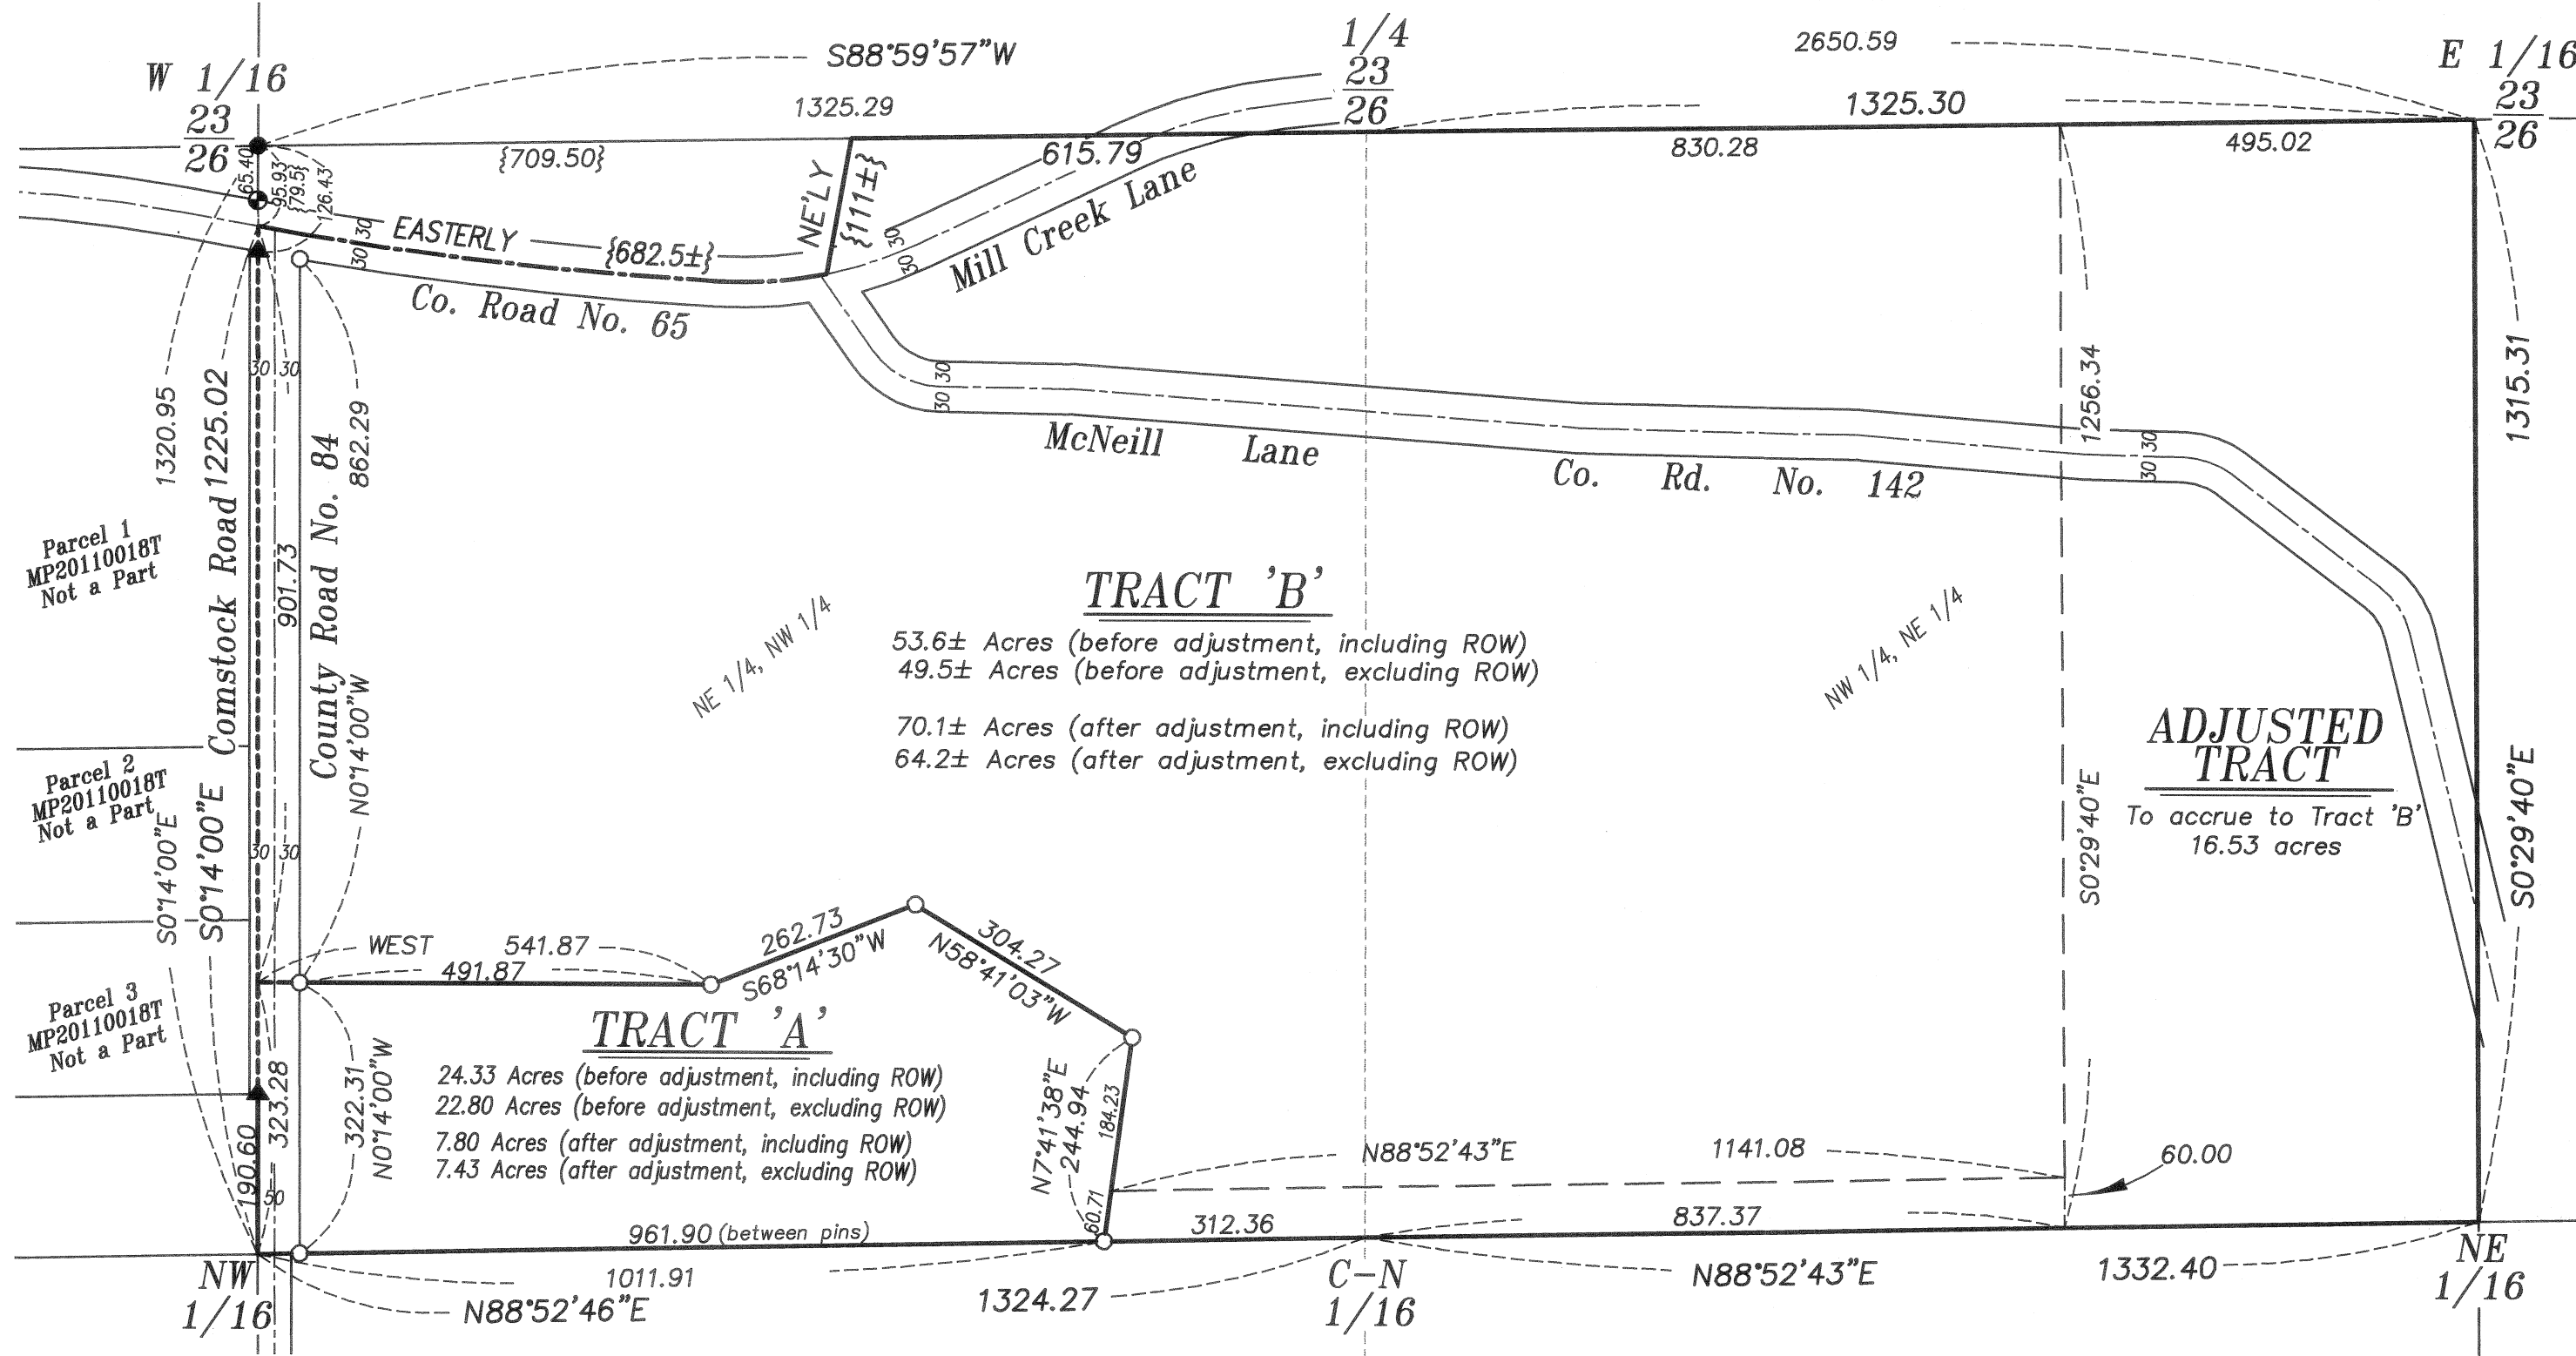 W 1/16
23
26
S88°59'57"W
1325.29
1/4
23
26
2650.59
1325.30
E 1/16
23
26
{709.50}
615.79
830.28
495.02
65.40
95.93
{79.5}
126.43
30
30
EASTERLY
{682.5±}
NE'LY
{111±}
30
30
Mill Creek Lane
Co. Road No. 65
1320.95
1225.02
30
30
862.29
30
30
McNeill Lane Co. Rd. No. 142
1256.34
30
30
1315.31
Parcel 1
MP20110018T
Not a Part
Comstock Road
901.73
County Road No. 84
N0°14'00"W
NE 1/4, NW 1/4
TRACT 'B'
53.6± Acres (before adjustment, including ROW)
49.5± Acres (before adjustment, excluding ROW)
70.1± Acres (after adjustment, including ROW)
64.2± Acres (after adjustment, excluding ROW)
NW 1/4, NE 1/4
ADJUSTED
TRACT
To accrue to Tract 'B'
16.53 acres
S0°29'40"E
S0°29'40"E
Parcel 2
MP20110018T
Not a Part
S0°14'00"E
S0°14'00"E
30
30
WEST 541.87
491.87
262.73
S68°14'30"W
304.27
N58°41'03"W
Parcel 3
MP20110018T
Not a Part
TRACT 'A'
24.33 Acres (before adjustment, including ROW)
22.80 Acres (before adjustment, excluding ROW)
7.80 Acres (after adjustment, including ROW)
7.43 Acres (after adjustment, excluding ROW)
190.60
323.28
50
322.31
N0°14'00"W
N7°41'38"E
244.94
184.23
60.71
N88°52'43"E
1141.08
60.00
961.90 (between pins)
312.36
837.37
NW
1/16
1011.91
N88°52'46"E
1324.27
C-N
1/16
N88°52'43"E
1332.40
NE
1/16